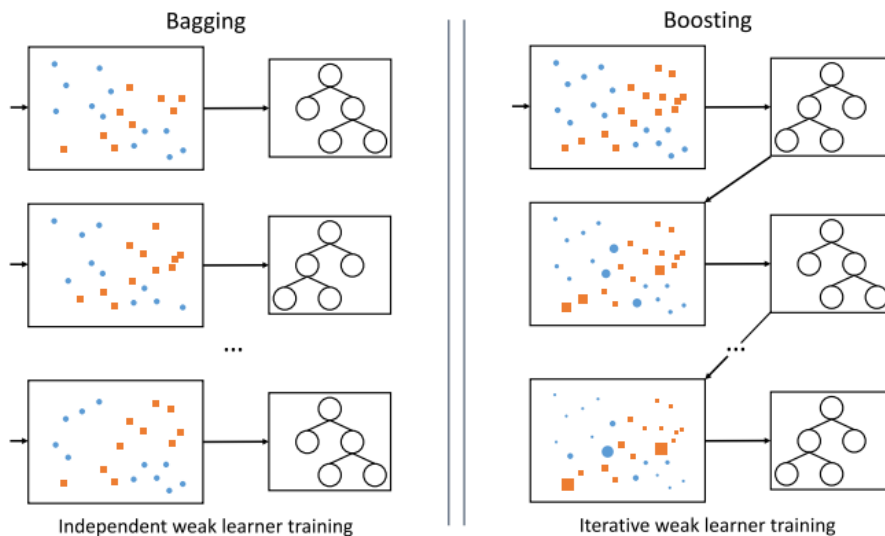 Bagging
Boosting
...
...
Independent weak learner training
Iterative weak learner training